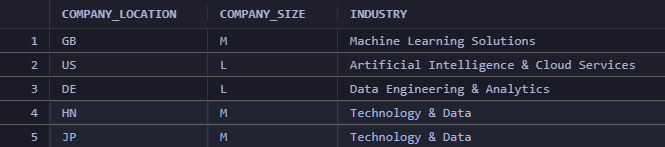 COMPANY_LOCATION COMPANY_SIZE INDUSTRY
1 GB M Machine Learning Solutions
2 US L Artificial Intelligence & Cloud Services
3 DE L Data Engineering & Analytics
4 HN M Technology & Data
5 JP M Technology & Data